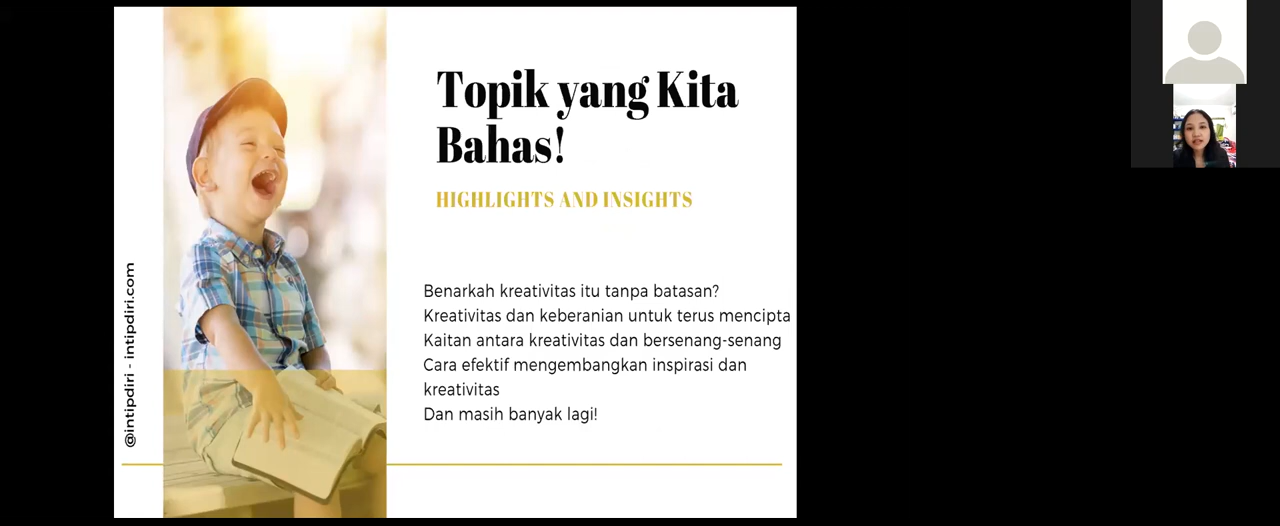 Topik yang Kita
Bahas!
HIGHLIGHTS AND INSIGHTS
Benarkah kreativitas itu tanpa batasan?
Kreativitas dan keberanian untuk terus mencipta
Kaitan antara kreativitas dan bersenang-senang
Cara efektif mengembangkan inspirasi dan
kreativitas
Dan masih banyak lagi!
@intipdiri - intipdiri.com